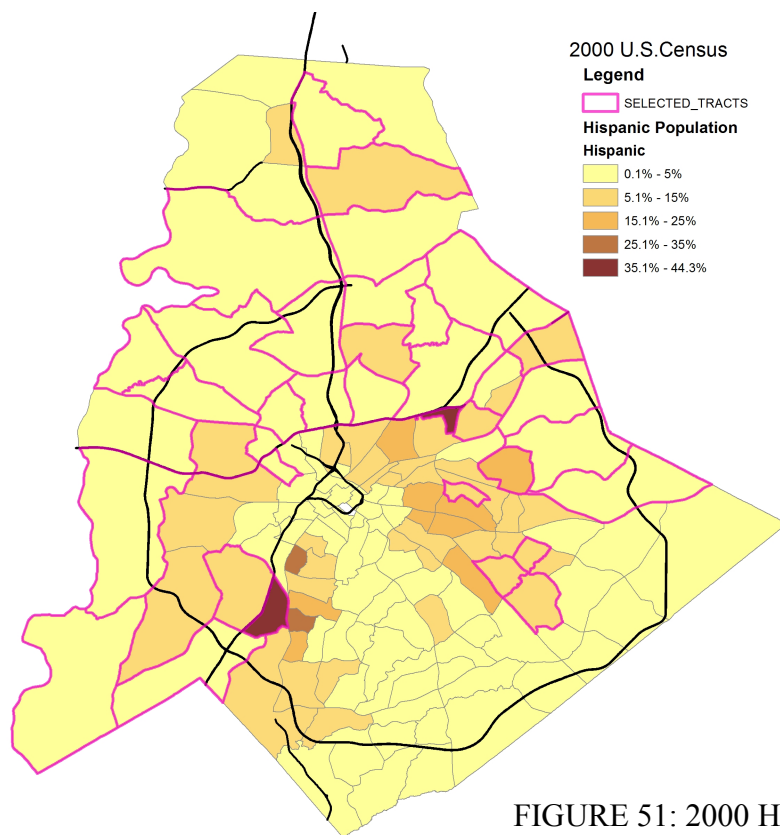 2000 U.S.Census
Legend
SELECTED_TRACTS
Hispanic Population
Hispanic
0.1% - 5%
5.1% - 15%
15.1% - 25%
25.1% - 35%
35.1% - 44.3%
FIGURE 51: 2000 H